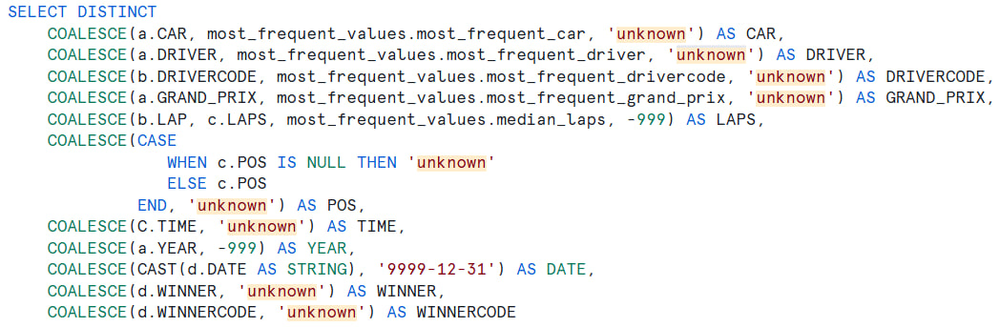 SELECT DISTINCT
COALESCE(a.CAR, most_frequent_values.most_frequent_car, 'unknown') AS CAR,
COALESCE(a.DRIVER, most_frequent_values.most_frequent_driver, 'unknown') AS DRIVER,
COALESCE(b.DRIVERCODE, most_frequent_values.most_frequent_drivercode, 'unknown') AS DRIVERCODE,
COALESCE(a.GRAND_PRIX, most_frequent_values.most_frequent_grand_prix, 'unknown') AS GRAND_PRIX,
COALESCE(b.LAP, c.LAPS, most_frequent_values.median_laps, -999) AS LAPS,
COALESCE(CASE
WHEN c.POS IS NULL THEN 'unknown'
ELSE c.POS
END, 'unknown') AS POS,
COALESCE(C.TIME, 'unknown') AS TIME,
COALESCE(a.YEAR, -999) AS YEAR,
COALESCE(CAST(d.DATE AS STRING), '9999-12-31') AS DATE,
COALESCE(d.WINNER, 'unknown') AS WINNER,
COALESCE(d.WINNERCODE, 'unknown') AS WINNERCODE